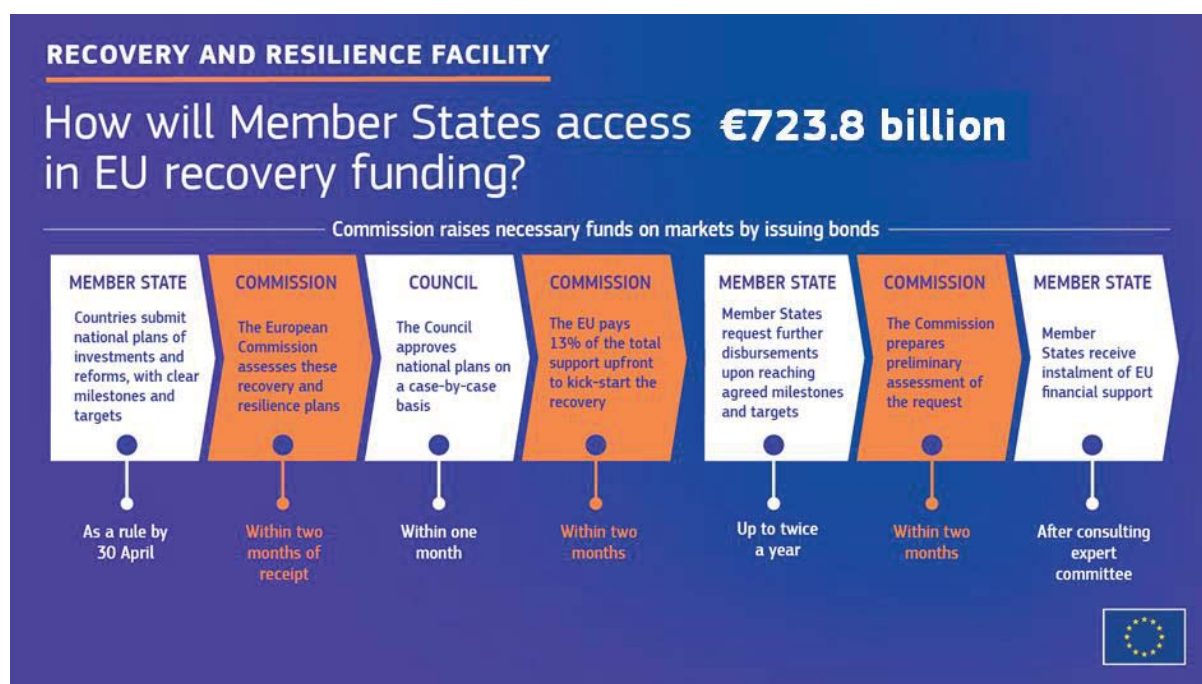 RECOVERY AND RESILIENCE FACILITY
How will Member States access €723.8 billion
in EU recovery funding?
Commission raises necessary funds on markets by issuing bonds
MEMBER STATE
Countries submit
national plans of
investments and
reforms, with clear
milestones and
targets
As a rule by
30 April
COMMISSION
The European
Commission
assesses these
recovery and
resilience plans
Within two
months of
receipt
COUNCIL
The Council
approves
national plans on
a case-by-case
basis
Within one
month
COMMISSION
The EU pays
13% of the total
support upfront
to kick-start the
recovery
Within two
months
MEMBER STATE
Member States
request further
disbursements
upon reaching
agreed milestones
and targets
Up to twice
a year
COMMISSION
The Commission
prepares
preliminary
assessment of
the request
Within two
months
MEMBER STATE
Member
States receive
instalment of EU
financial support
After consulting
expert
committee